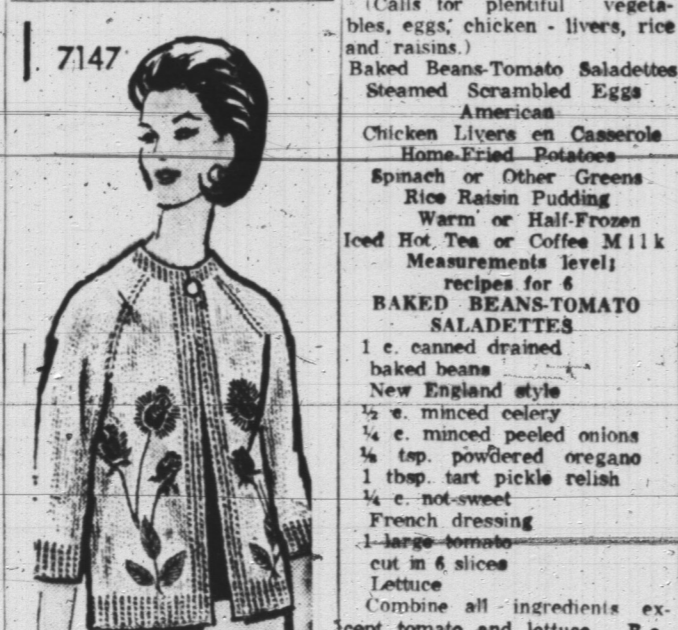 7147
(Calls for plentiful vegeta-
bles, eggs, chicken - livers, rice
and raisins.)
Baked Beans-Tomato Saladettes
Steamed Scrambled Eggs
American
Chicken Livers en Casserole
Home-Fried Potatoes
Spinach or Other Greens
Rice Raisin Pudding
Warm or Half-Frozen
Iced Hot Tea or Coffee Milk
Measurements level;
recipes for 6
BAKED BEANS-TOMATO
SALADETTES
1 c. canned drained
baked beans
New England style
½ c. minced celery
¼ c. minced peeled onions
⅛ tsp. powdered oregano
1 tbsp. tart pickle relish
¼ c. not-sweet
French dressing
1 large tomato
cut in 6 slices
Lettuce
Combine all ingredients ex-
cept tomato and lettuce.